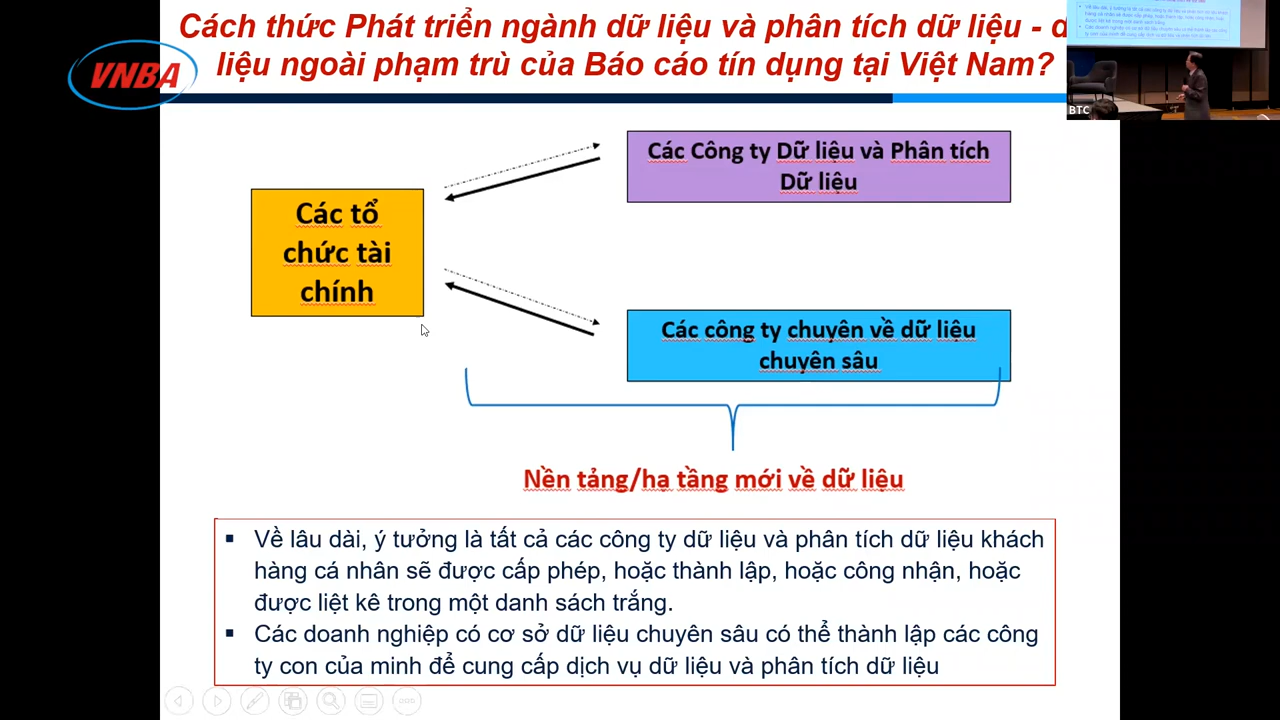 Cách thức Phát triển ngành dữ liệu và phân tích dữ liệu - d
liệu ngoài phạm trù của Báo cáo tín dụng tại Việt Nam?
VNBA
BTC
Các Công ty Dữ liệu và Phân tích
Dữ liệu
Các tổ
chức tài
chính
Các công ty chuyên về dữ liệu
chuyên sâu
Nền tảng/hạ tầng mới về dữ liệu
▪ Về lâu dài, ý tưởng là tất cả các công ty dữ liệu và phân tích dữ liệu khách
hàng cá nhân sẽ được cấp phép, hoặc thành lập, hoặc công nhận, hoặc
được liệt kê trong một danh sách trắng.
▪ Các doanh nghiệp có cơ sở dữ liệu chuyên sâu có thể thành lập các công
ty con của minh để cung cấp dịch vụ dữ liệu và phân tích dữ liệu